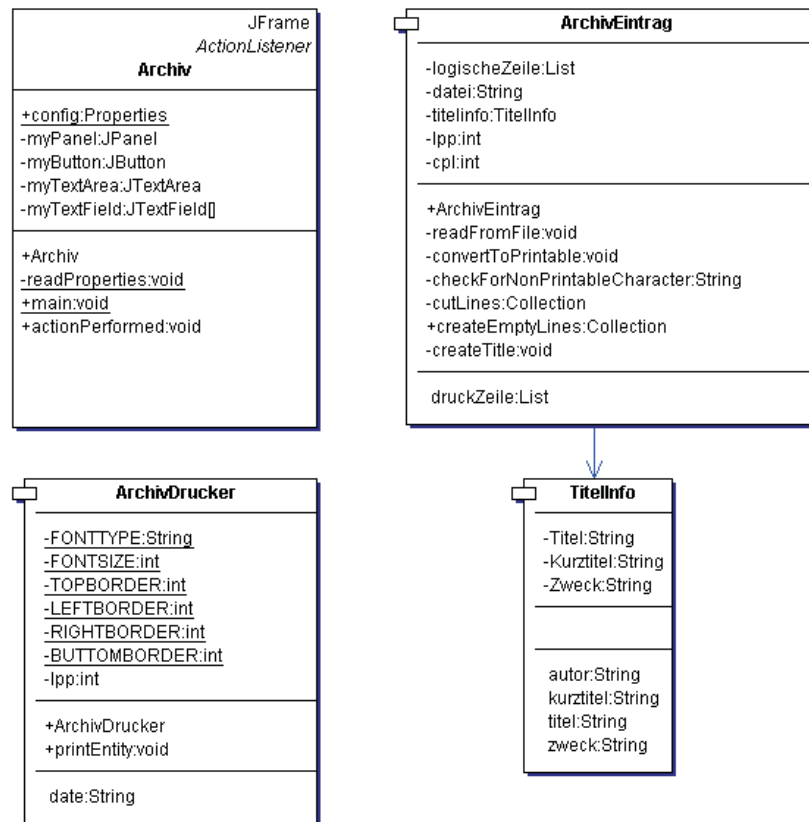 JFrame
ActionListener
Archiv
+config:Properties
-myPanel:JPanel
-myButton:JButton
-myTextArea:JTextArea
-myTextField:JTextField[]
+Archiv
-readProperties:void
+main:void
+actionPerformed:void
ArchivEintrag
-logischeZeile:List
-datei:String
-titelinfo:TitelInfo
-lpp:int
-cpl:int
+ArchivEintrag
-readFromFile:void
-convertToPrintable:void
-checkForNonPrintableCharacter:String
-cutLines:Collection
+createEmptyLines:Collection
-createTitle:void
druckZeile:List
ArchivDrucker
-FONTTYPE:String
-FONTSIZE:int
-TOPBORDER:int
-LEFTBORDER:int
-RIGHTBORDER:int
-BUTTOMBORDER:int
-lpp:int
+ArchivDrucker
+printEntity:void
date:String
TitelInfo
-Titel:String
-Kurztitel:String
-Zweck:String
autor:String
kurztitel:String
titel:String
zweck:String